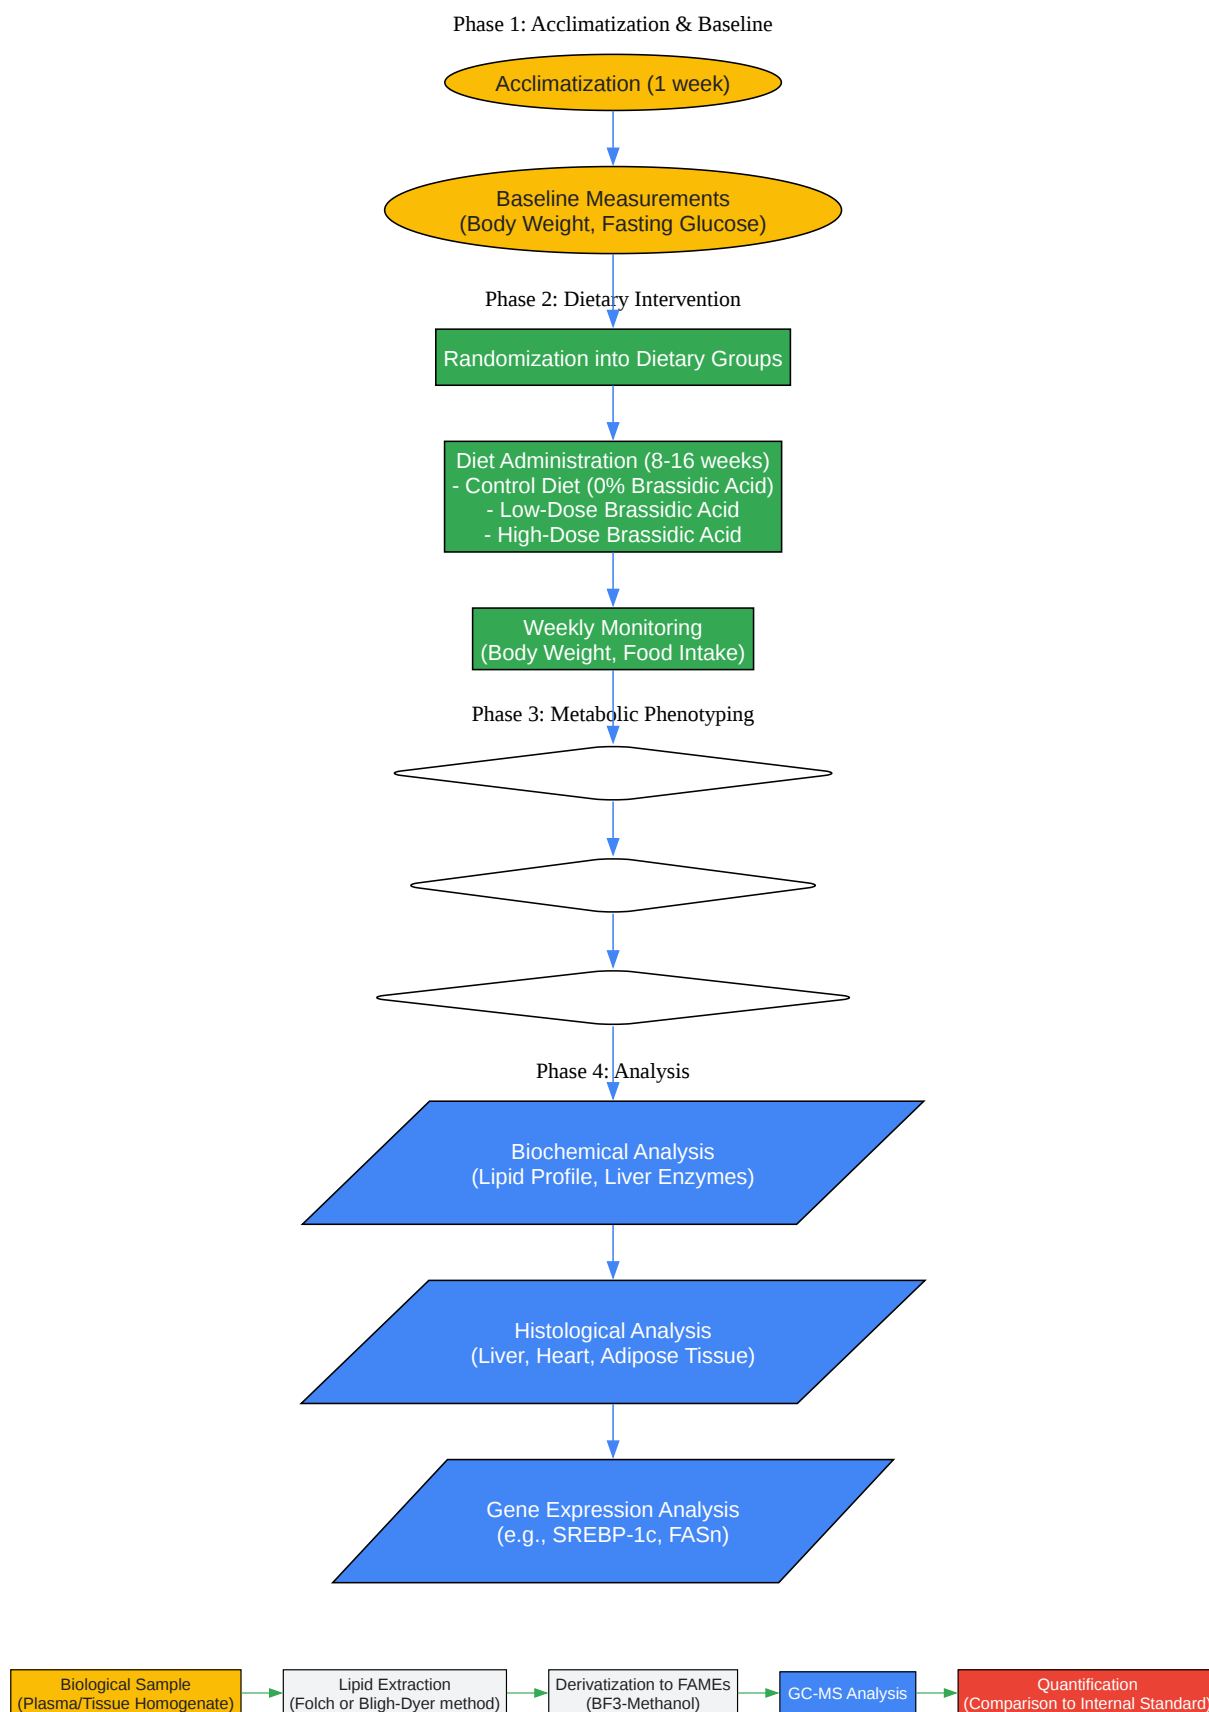 Phase 1: Acclimatization & Baseline
Acclimatization (1 week)
Baseline Measurements
(Body Weight, Fasting Glucose)
Phase 2: Dietary Intervention
Randomization into Dietary Groups
Diet Administration (8-16 weeks)
- Control Diet (0% Brassidic Acid)
- Low-Dose Brassidic Acid
- High-Dose Brassidic Acid
Weekly Monitoring
(Body Weight, Food Intake)
Phase 3: Metabolic Phenotyping
Phase 4: Analysis
Biochemical Analysis
(Lipid Profile, Liver Enzymes)
Histological Analysis
(Liver, Heart, Adipose Tissue)
Gene Expression Analysis
(e.g., SREBP-1c, FASn)
Biological Sample
(Plasma/Tissue Homogenate)
Lipid Extraction
(Folch or Bligh-Dyer method)
Derivatization to FAMEs
(BF3-Methanol)
GC-MS Analysis
Quantification
(Comparison to Internal Standard)